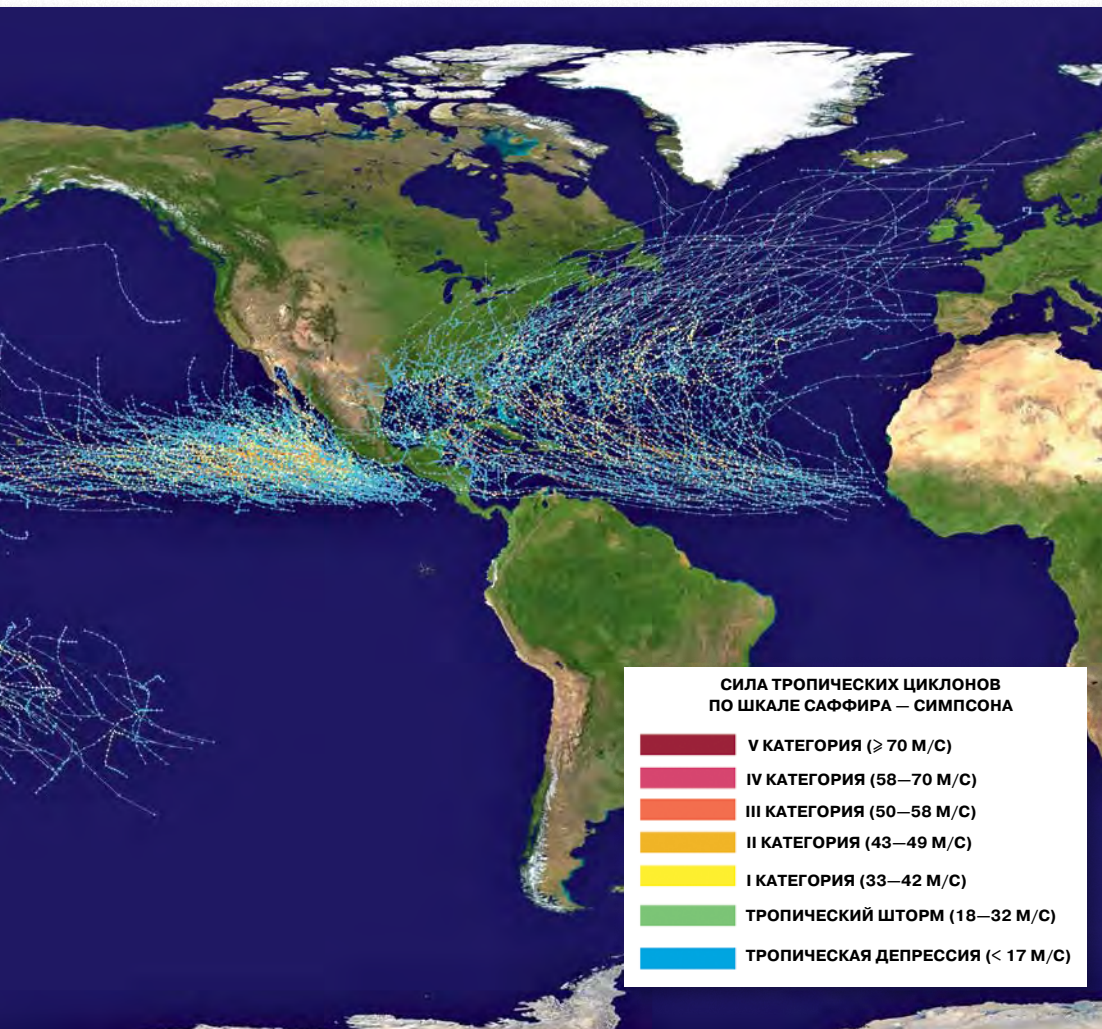 СИЛА ТРОПИЧЕСКИХ ЦИКЛОНОВ
ПО ШКАЛЕ САФФИРА — СИМПСОНА
V КАТЕГОРИЯ (⩾ 70 М/С)
IV КАТЕГОРИЯ (58—70 М/С)
III КАТЕГОРИЯ (50—58 М/С)
II КАТЕГОРИЯ (43—49 М/С)
I КАТЕГОРИЯ (33—42 М/С)
ТРОПИЧЕСКИЙ ШТОРМ (18—32 М/С)
ТРОПИЧЕСКАЯ ДЕПРЕССИЯ (< 17 М/С)